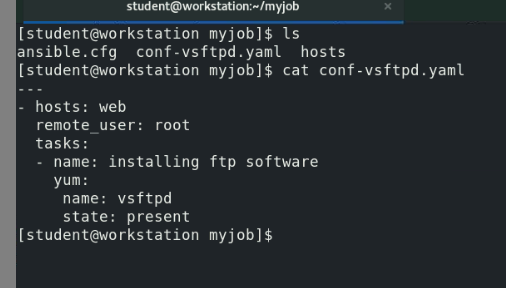 student@workstation:~/myjob ×
[student@workstation myjob]$ ls
ansible.cfg  conf-vsftpd.yaml  hosts
[student@workstation myjob]$ cat conf-vsftpd.yaml
---
- hosts: web
  remote_user: root
  tasks:
  - name: installing ftp software
    yum:
     name: vsftpd
     state: present
[student@workstation myjob]$